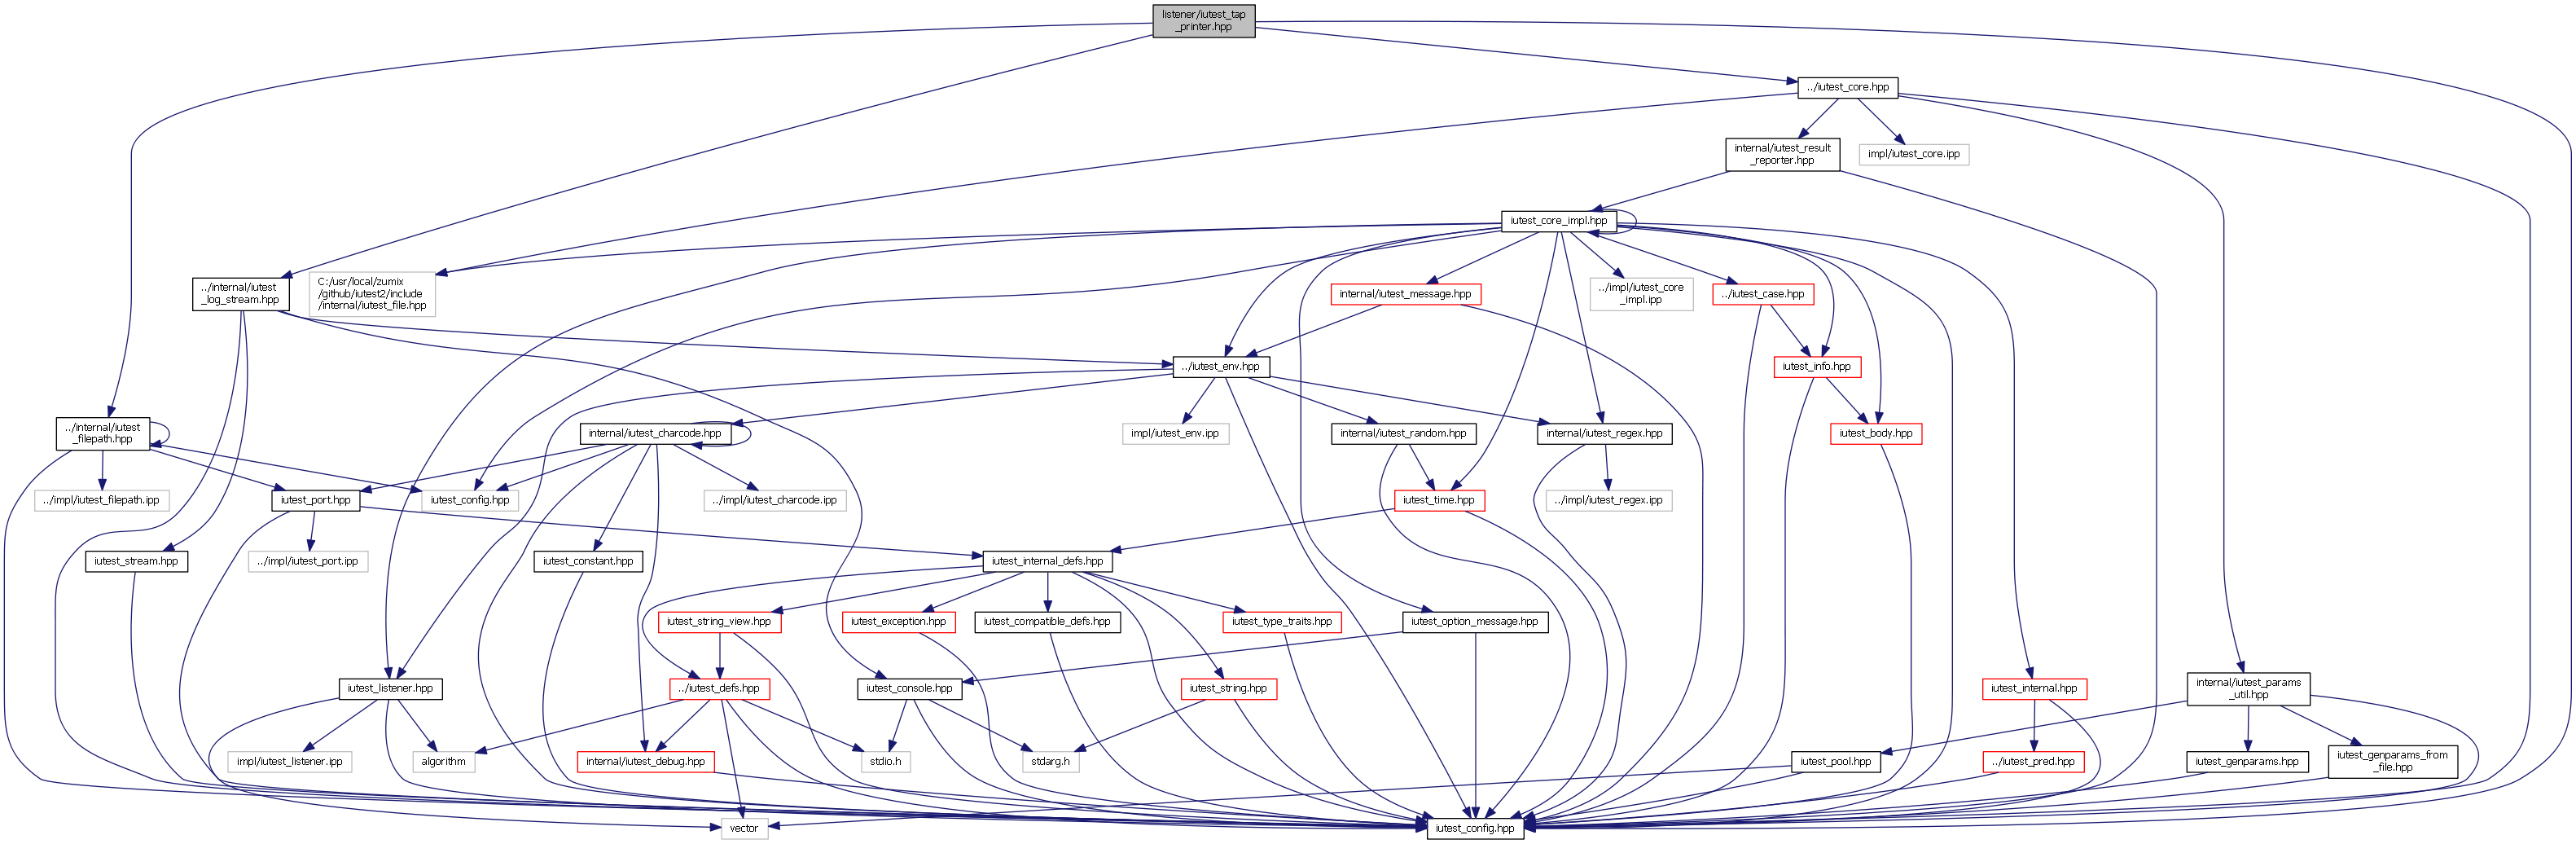 listener/iutest_tap
_printer.hpp
../iutest_core.hpp
internal/iutest_result
_reporter.hpp
impl/iutest_core.ipp
iutest_core_impl.hpp
../internal/iutest
_log_stream.hpp
C:/usr/local/zumix
/github/iutest2/include
/internal/iutest_file.hpp
internal/iutest_message.hpp
../impl/iutest_core
_impl.ipp
../iutest_case.hpp
../iutest_env.hpp
iutest_info.hpp
../internal/iutest
_filepath.hpp
internal/iutest_charcode.hpp
impl/iutest_env.ipp
internal/iutest_random.hpp
internal/iutest_regex.hpp
iutest_body.hpp
../impl/iutest_filepath.ipp
iutest_port.hpp
iutest_config.hpp
../impl/iutest_charcode.ipp
iutest_time.hpp
../impl/iutest_regex.ipp
iutest_stream.hpp
../impl/iutest_port.ipp
iutest_constant.hpp
iutest_internal_defs.hpp
iutest_string_view.hpp
iutest_exception.hpp
iutest_compatible_defs.hpp
iutest_type_traits.hpp
iutest_option_message.hpp
iutest_listener.hpp
../iutest_defs.hpp
iutest_console.hpp
iutest_string.hpp
iutest_internal.hpp
internal/iutest_params
_util.hpp
impl/iutest_listener.ipp
algorithm
internal/iutest_debug.hpp
stdio.h
stdarg.h
iutest_pool.hpp
../iutest_pred.hpp
iutest_genparams.hpp
iutest_genparams_from
_file.hpp
vector
iutest_config.hpp